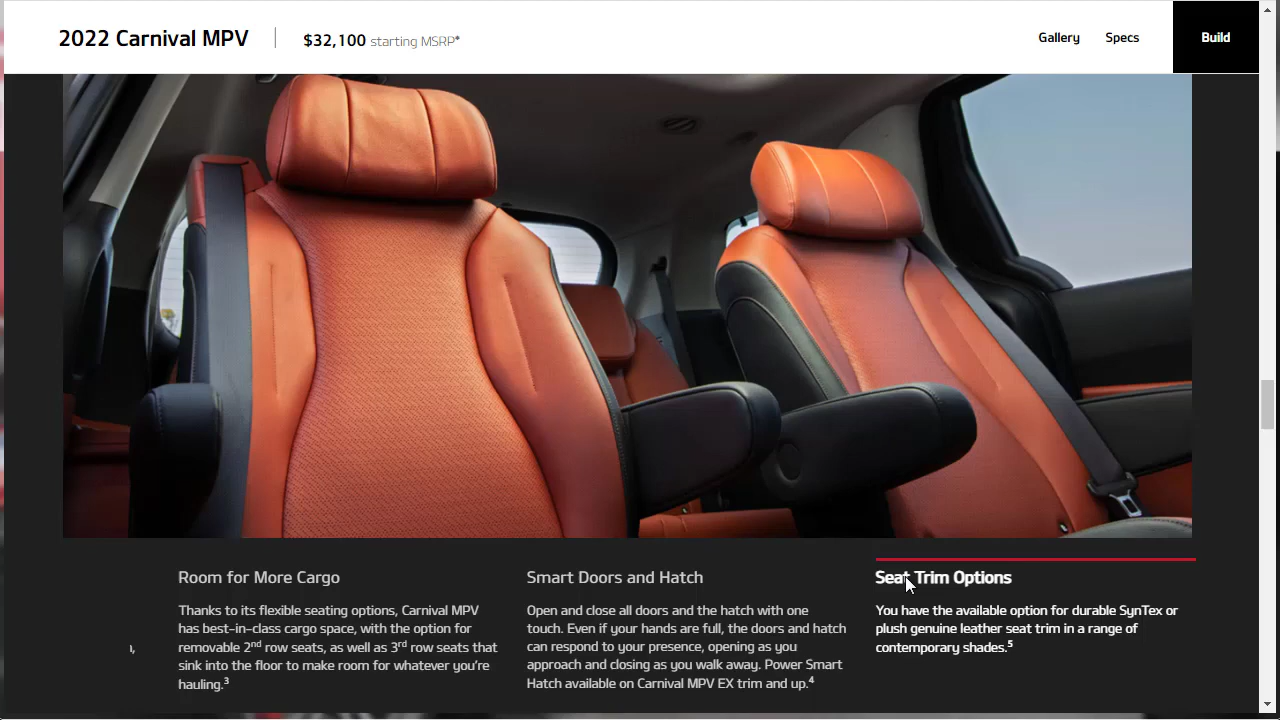 2022 Carnival MPV
$32,100 starting MSRP*
Gallery
Specs
Build
Room for More Cargo
Thanks to its flexible seating options, Carnival MPV
has best-in-class cargo space, with the option for
removable 2nd row seats, as well as 3rd row seats that
sink into the floor to make room for whatever you're
hauling.3
Smart Doors and Hatch
Open and close all doors and the hatch with one
touch. Even if your hands are full, the doors and hatch
can respond to your presence, opening as you
approach and closing as you walk away. Power Smart
Hatch available on Carnival MPV EX trim and up.4
Seat Trim Options
You have the available option for durable SynTex or
plush genuine leather seat trim in a range of
contemporary shades.5